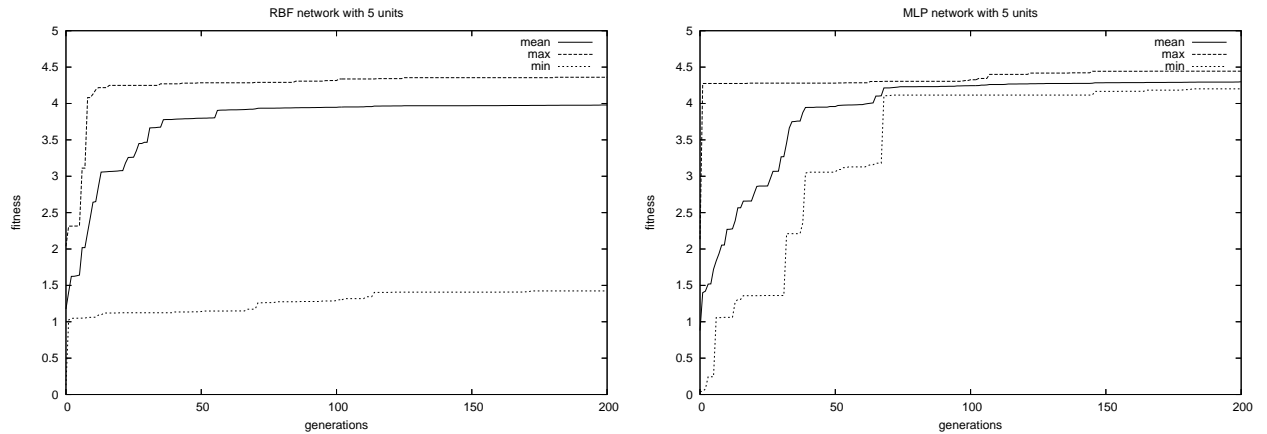 RBF network with 5 units
mean
max
min
5
4.5
4
3.5
3
2.5
2
1.5
1
0.5
0
fitness
0
50
100
150
200
generations
MLP network with 5 units
mean
max
min
5
4.5
4
3.5
3
2.5
2
1.5
1
0.5
0
fitness
0
50
100
150
200
generations